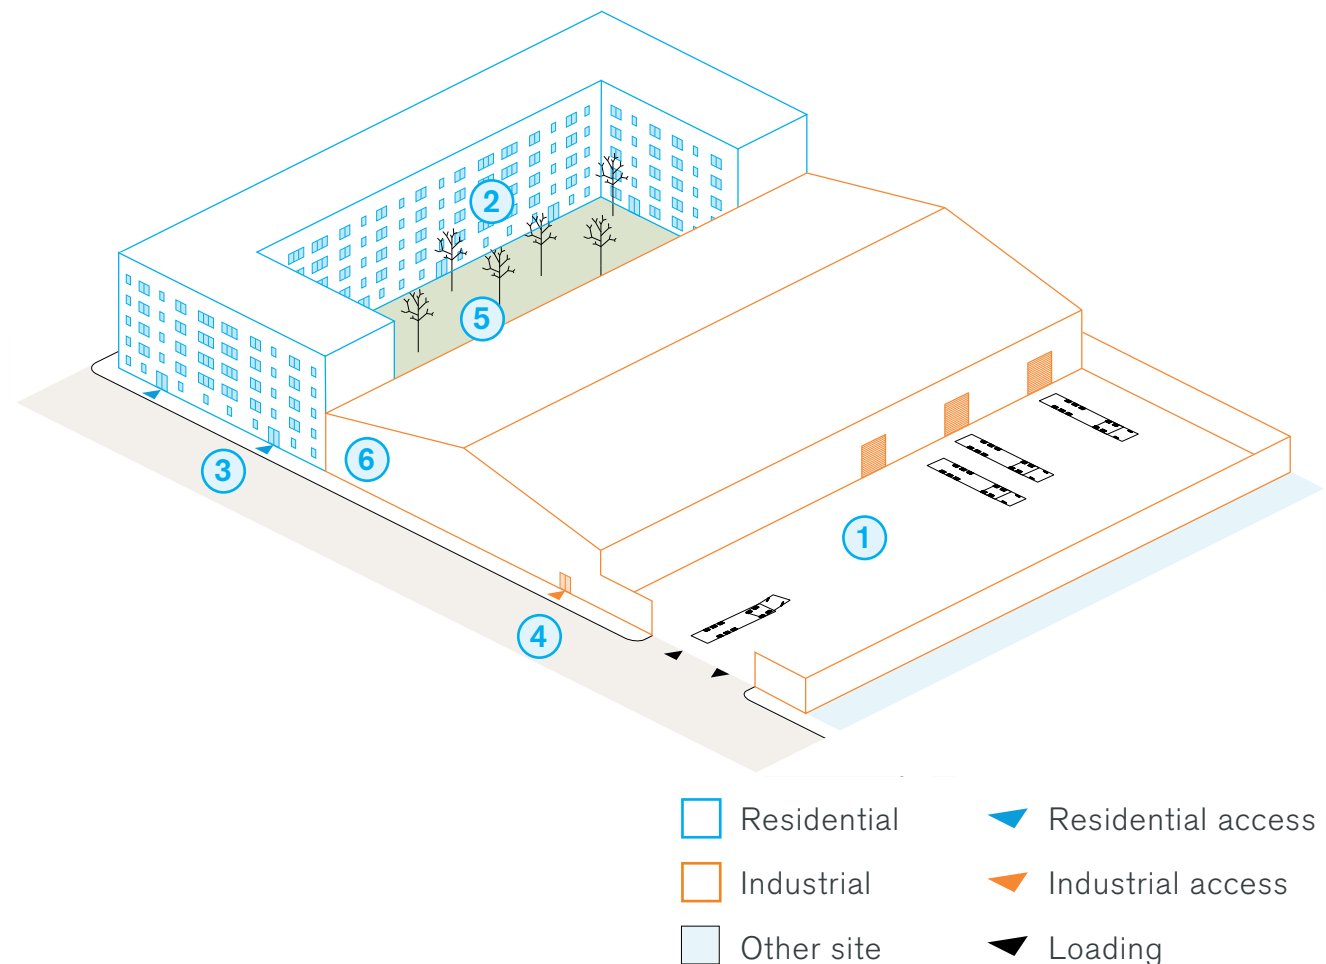 2
5
3
6
1
4
Residential
Residential access
Industrial
Industrial access
Other site
Loading